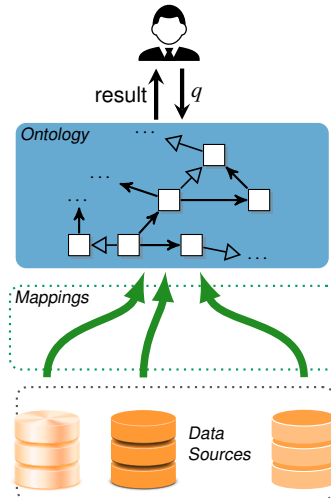 result
q
Ontology
...
...
...
...
Mappings
Data
Sources